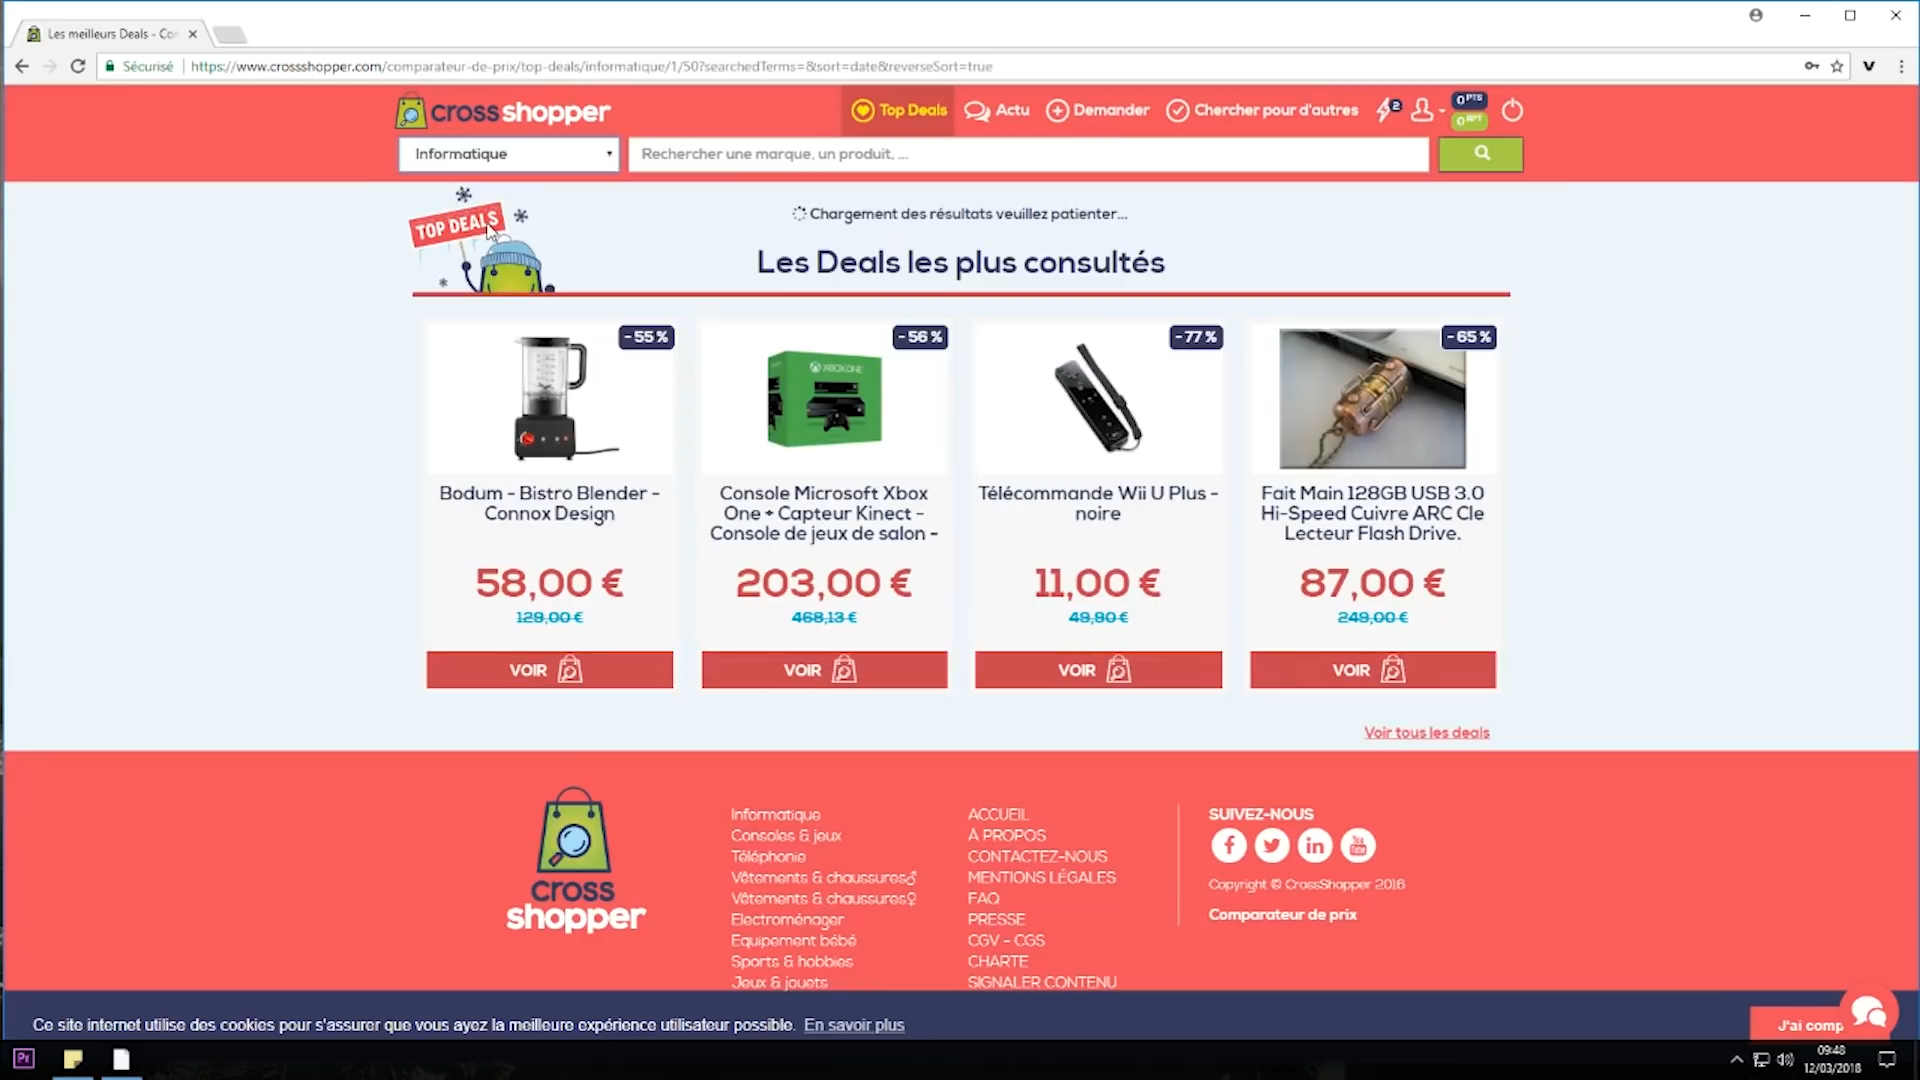 Les meilleurs Deals - Co
Sécurisé
https://www.crossshopper.com/comparateur-de-prix/top-deals/informatique/1/50?searchedTerms=&sort=date&reverseSort=true
crossshopper
Top Deals
Actu
Demander
Chercher pour d'autres
2
0 PTS
0 RPT
Informatique
Rechercher une marque, un produit, ...
TOP DEALS
Chargement des résultats veuillez patienter...
Les Deals les plus consultés
- 55 %
- 56 %
- 77 %
- 65 %
XBOX ONE
Bodum - Bistro Blender -
Connox Design
58,00 €
129,00 €
VOIR
Console Microsoft Xbox
One + Capteur Kinect -
Console de jeux de salon -
203,00 €
468,13 €
VOIR
Télécommande Wii U Plus -
noire
11,00 €
49,90 €
VOIR
Fait Main 128GB USB 3.0
Hi-Speed Cuivre ARC Cle
Lecteur Flash Drive.
87,00 €
249,00 €
VOIR
Voir tous les deals
cross
shopper
Informatique
Consoles & jeux
Téléphonie
Vêtements & chaussures♂
Vêtements & chaussures♀
Electroménager
Equipement bébé
Sports & hobbies
Jeux & jouets
ACCUEIL
À PROPOS
CONTACTEZ-NOUS
MENTIONS LÉGALES
FAQ
PRESSE
CGV - CGS
CHARTE
SIGNALER CONTENU
SUIVEZ-NOUS
You Tube
Copyright © CrossShopper 2016
Comparateur de prix
Ce site internet utilise des cookies pour s'assurer que vous ayez la meilleure expérience utilisateur possible. En savoir plus
J'ai comp
Pr
09:48
12/03/2018